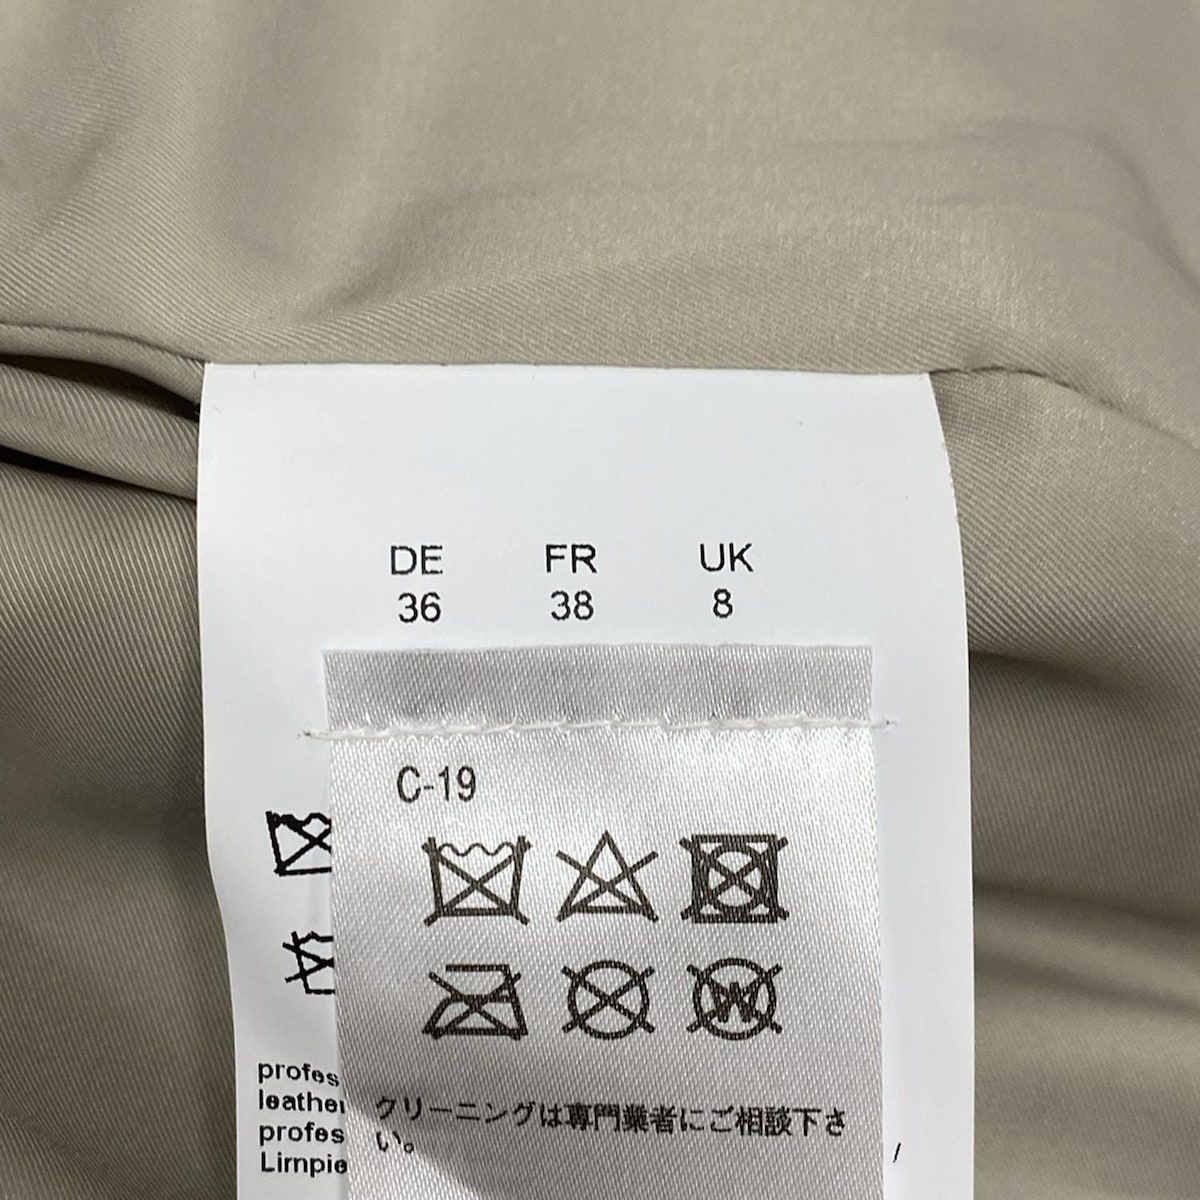 DE FR UK
36 38 8
C-19
W
クリーニングは専門業者にご相談下さ
い。
profes
leather
profes
Limpie